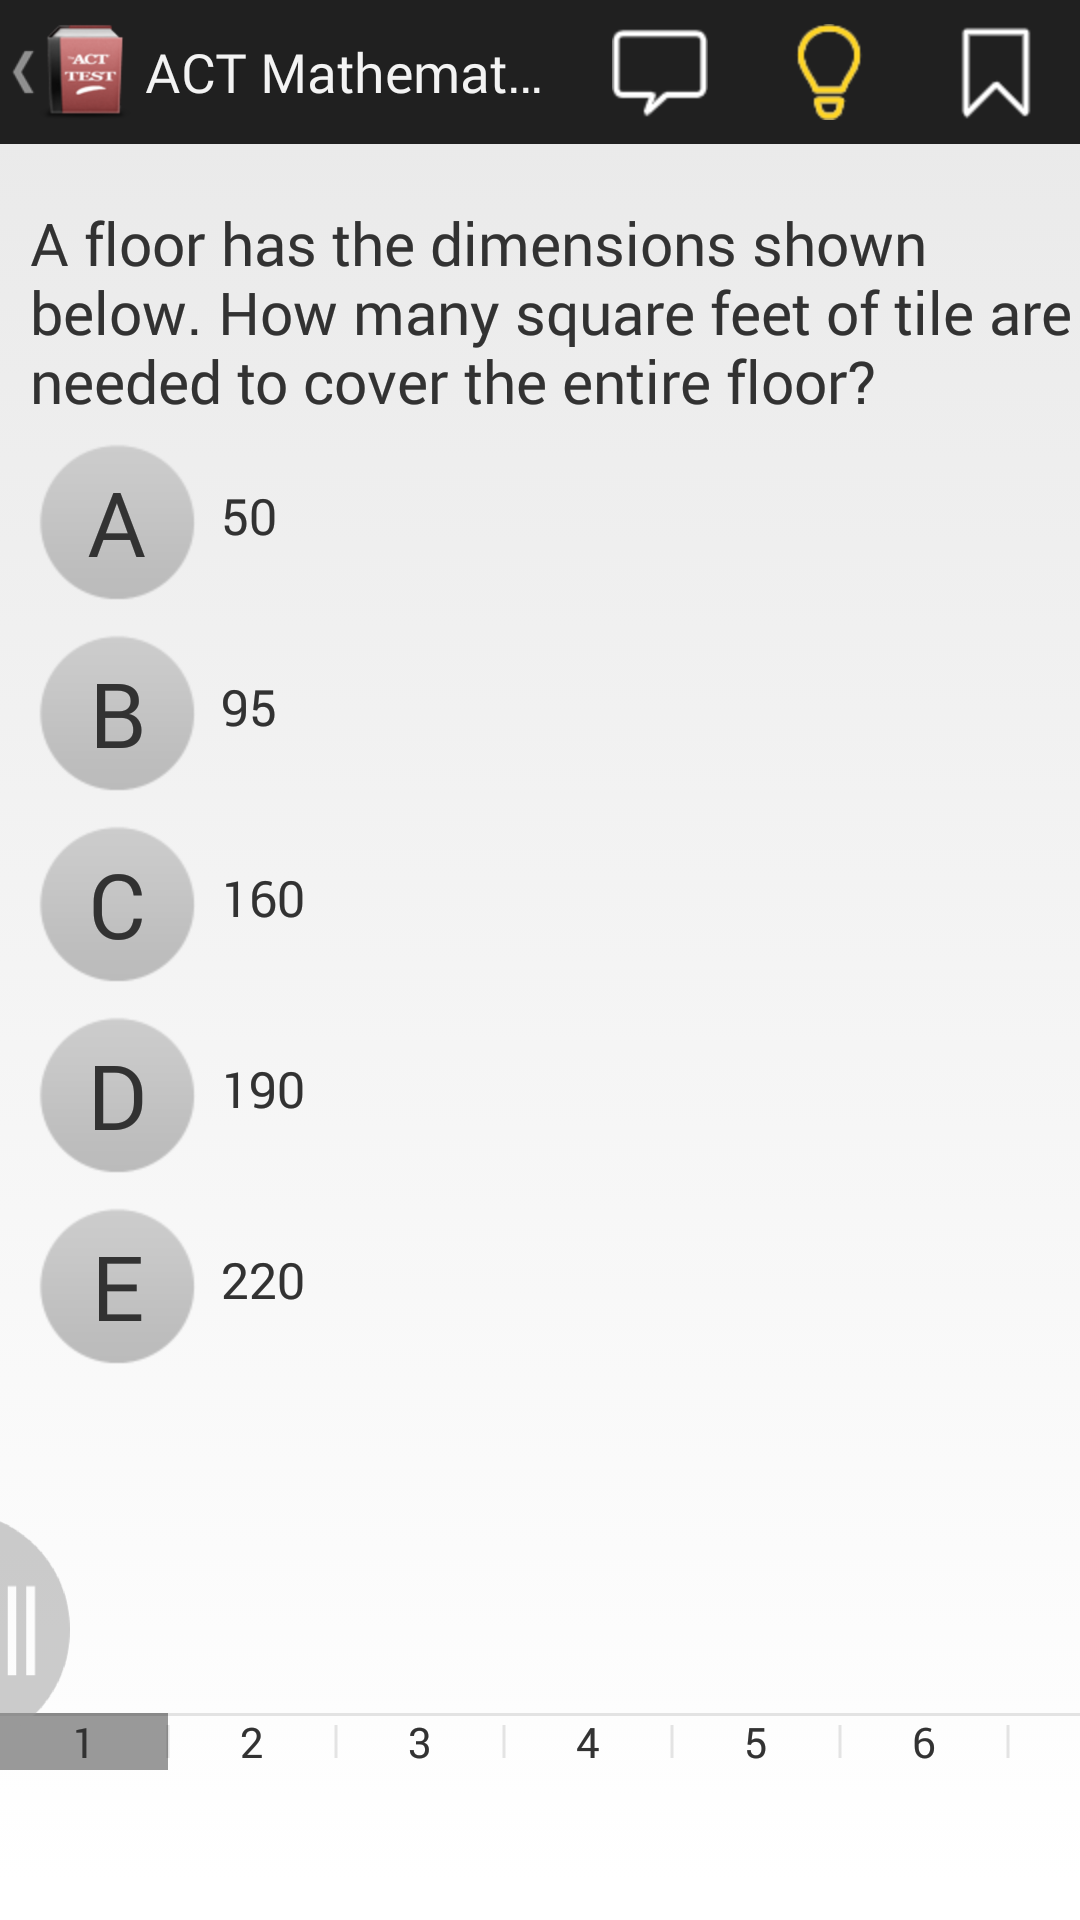 ACT TEST
ACT Mathemat...
A floor has the dimensions shown
below. How many square feet of tile are
needed to cover the entire floor?
A 50
B 95
C 160
D 190
E 220
1 2 3 4 5 6